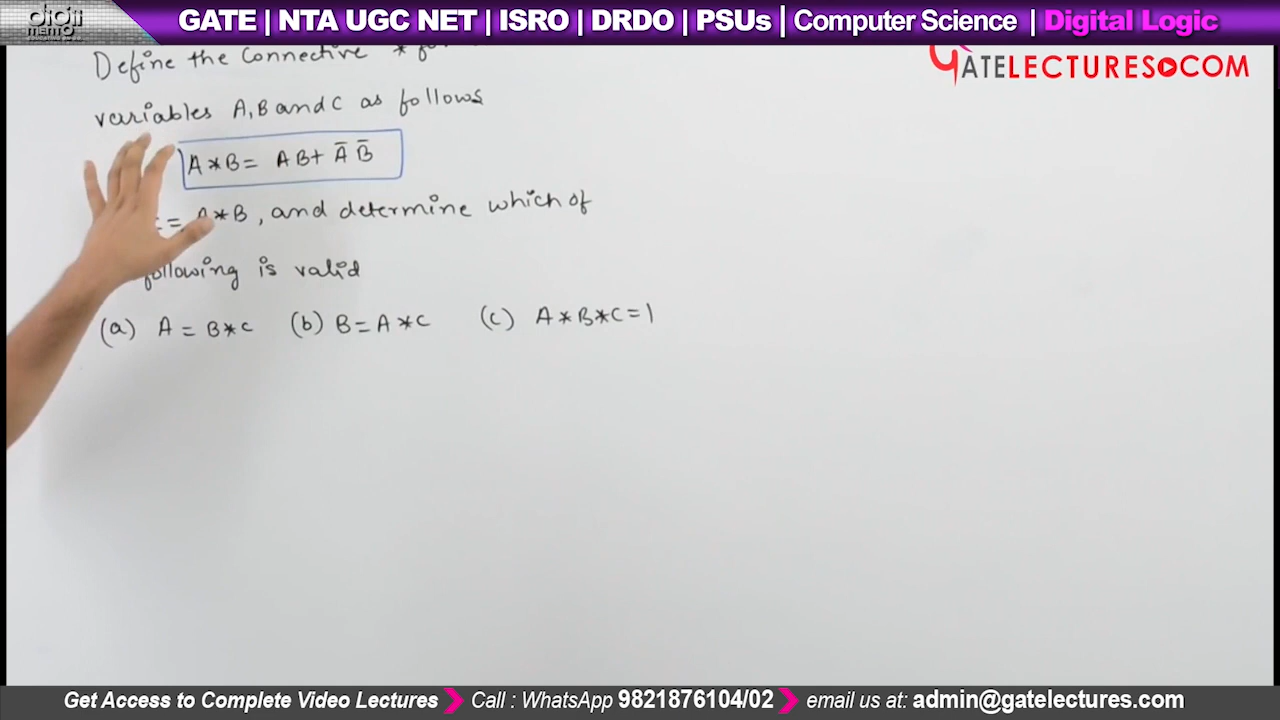 digii
mento
GATE | NTA UGC NET | ISRO | DRDO | PSUs | Computer Science | Digital Logic
GATELECTURES.COM
Define the Connective *
variables A, B and C as follows
A * B = AB + A̅ B̅
= A * B, and determine which of
following is valid
(a) A = B * C (b) B = A * C (c) A * B * C = 1
Get Access to Complete Video Lectures Call : WhatsApp 9821876104/02 email us at: admin@gatelectures.com